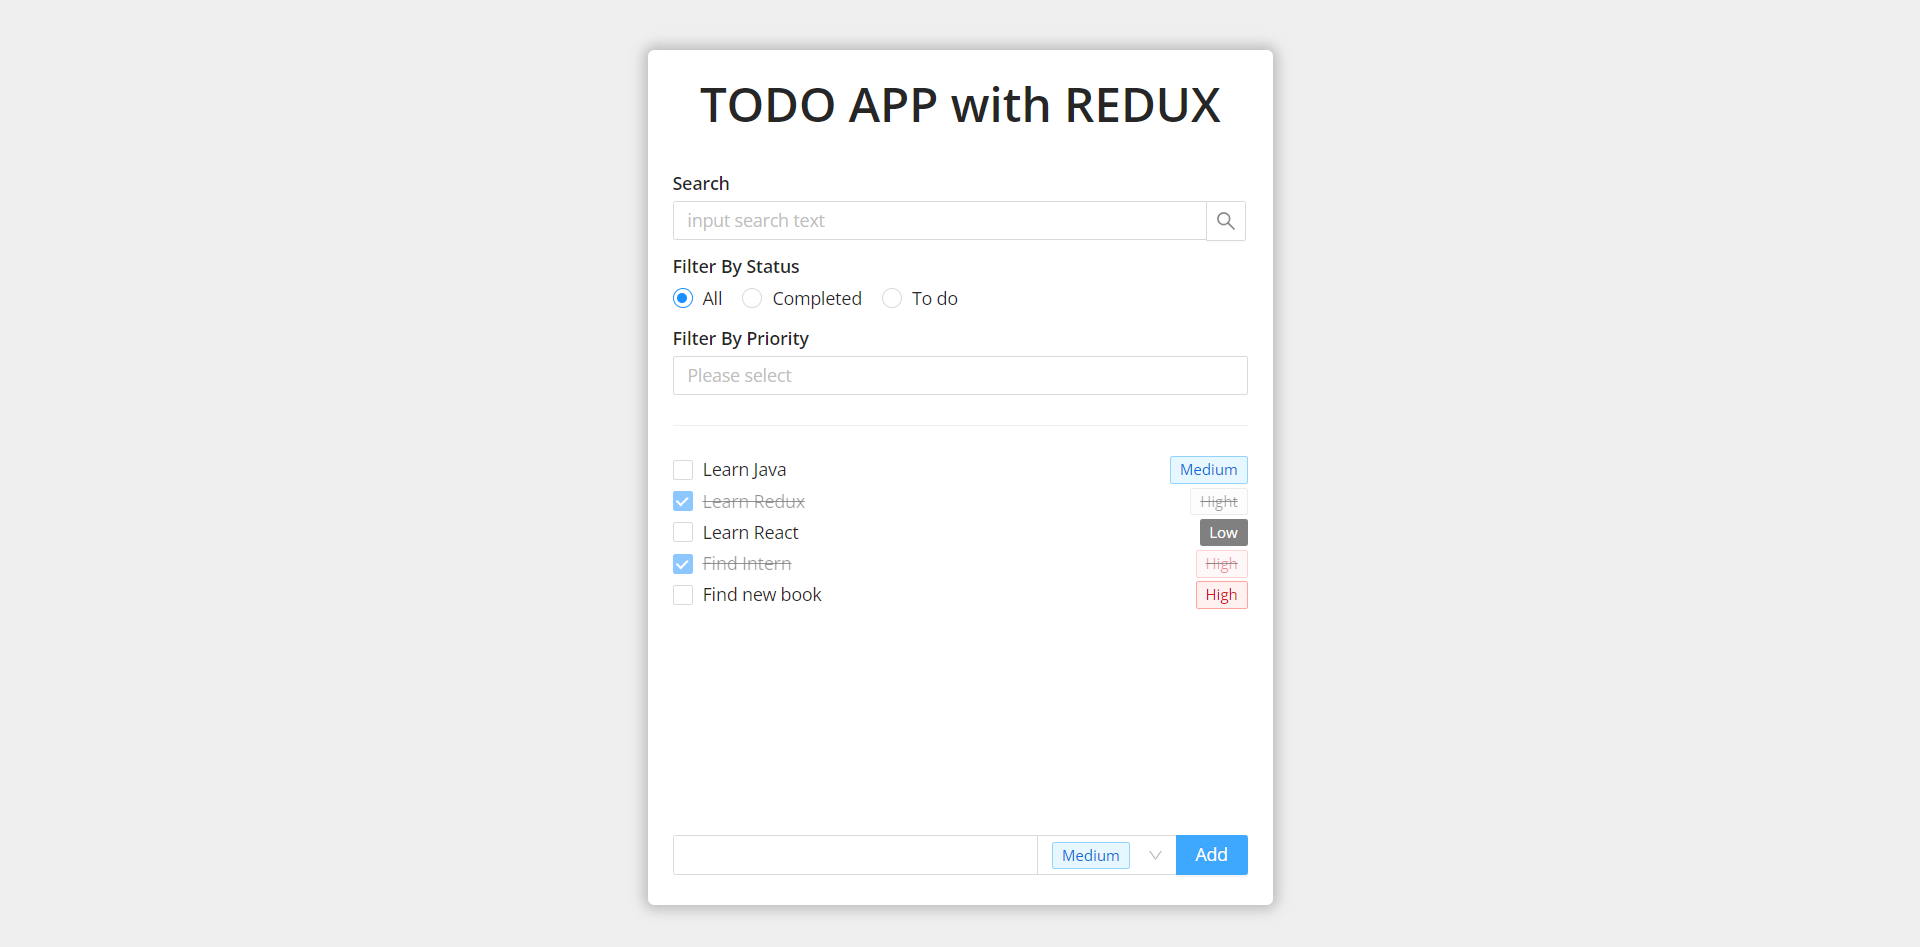 TODO APP with REDUX
Search
input search text
Filter By Status
All Completed To do
Filter By Priority
Please select
Learn Java Medium
Learn Redux Hight
Learn React Low
Find Intern High
Find new book High
Medium Add